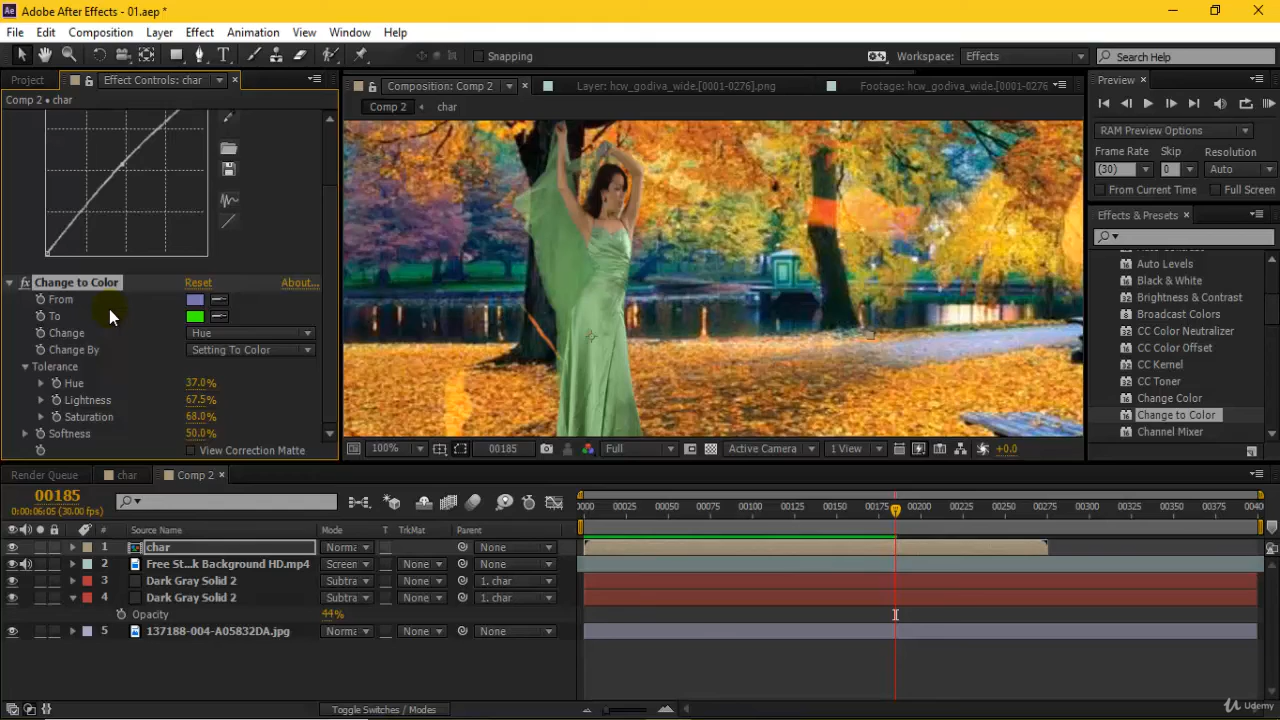 Adobe After Effects - 01.aep *
File Edit Composition Layer Effect Animation View Window Help
Snapping Workspace: Effects Search Help
Project Effect Controls: char Composition: Comp 2 Layer: hcw_godiva_wide.[0001-0276].png Footage: hcw_godiva_wide.[0001-0276 Preview
Comp 2 • char Comp 2 char
RAM Preview Options
Frame Rate Skip Resolution
(30) 0 Auto
From Current Time Full Screen
Effects & Presets
Auto Levels
Black & White
Brightness & Contrast
Broadcast Colors
CC Color Neutralizer
CC Color Offset
CC Kernel
CC Toner
Change Color
Change to Color
Channel Mixer
fx Change to Color Reset About...
From
To
Change Hue
Change By Setting To Color
Tolerance
Hue 37.0%
Lightness 67.5%
Saturation 68.0%
Softness 50.0%
View Correction Matte
100% 00185 Full Active Camera 1 View +0.0
Render Queue char Comp 2
00185
0:00:06:05 (30.00 fps)
0000 00025 00050 00075 00100 00125 00150 00175 00200 00225 00250 00275 00300 00325 00350 00375 0040
# Source Name Mode T TrkMat Parent
1 char Norma None
2 Free St...k Background HD.mp4 Screen None None
3 Dark Gray Solid 2 Subtra None 1. char
4 Dark Gray Solid 2 Subtra None 1. char
Opacity 44%
5 137188-004-A05832DA.jpg Norma None None
Toggle Switches / Modes
Udemy